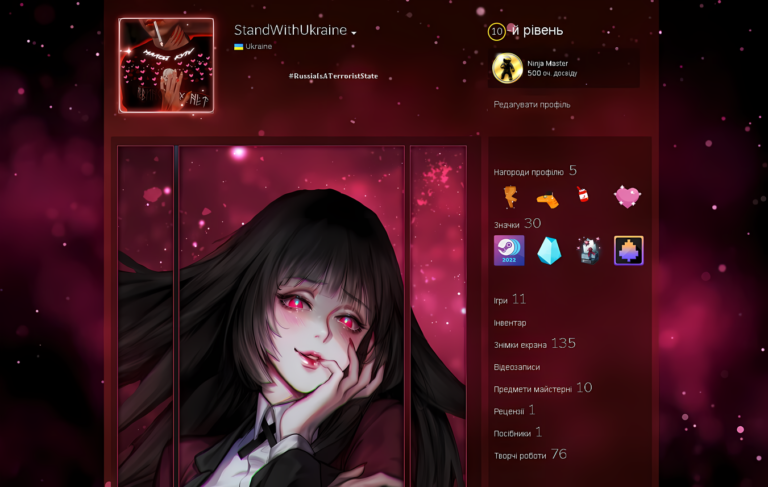 StandWithUkraine
Ukraine
#RussiaIsATerroristState
10 -й рівень
Ninja Master
500 оч. досвіду
Редагувати профіль
Нагороди профілю 5
Значки 30
2022
Ігри 11
Інвентар
Знімки екрана 135
Відеозаписи
Предмети майстерні 10
Рецензії 1
Посібники 1
Творчі роботи 76